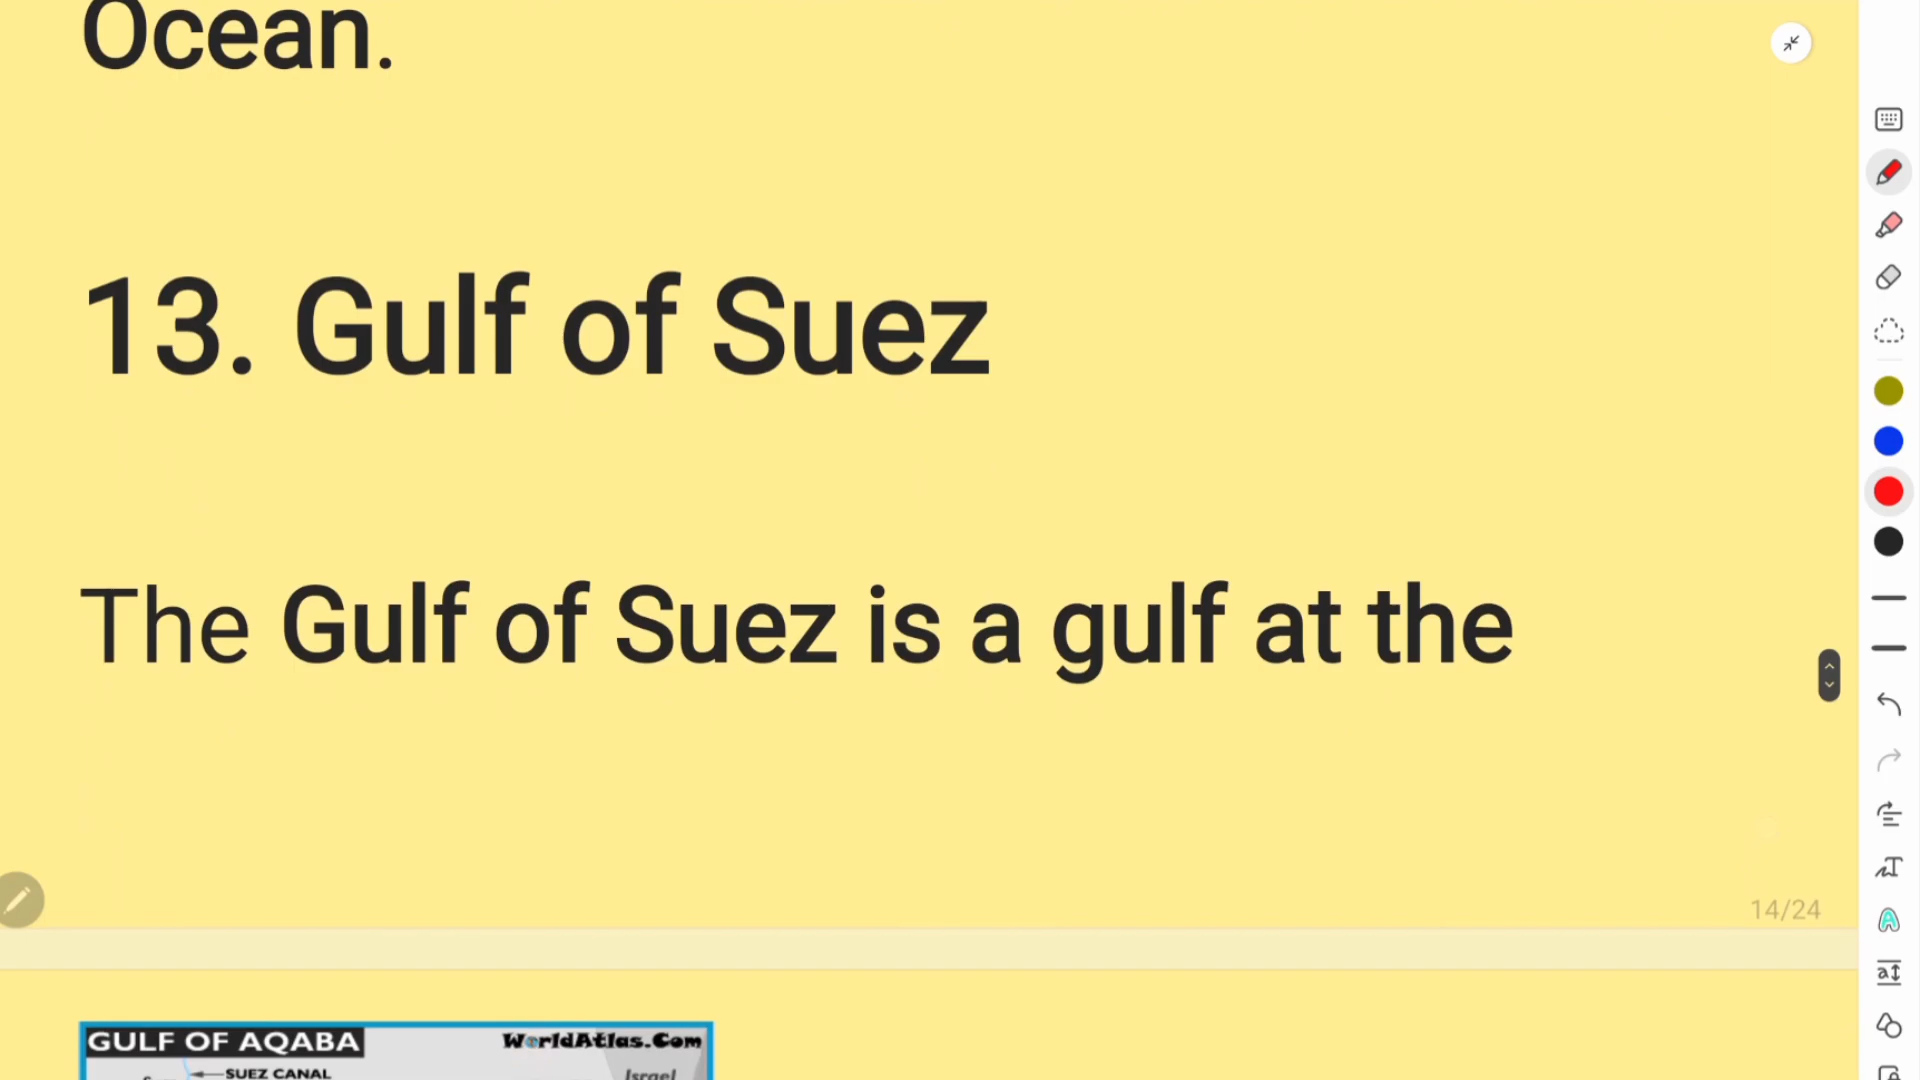 Ocean.
13. Gulf of Suez
The Gulf of Suez is a gulf at the
14/24
GULF OF AQABA
WorldAtlas.Com
SUEZ CANAL
Israel